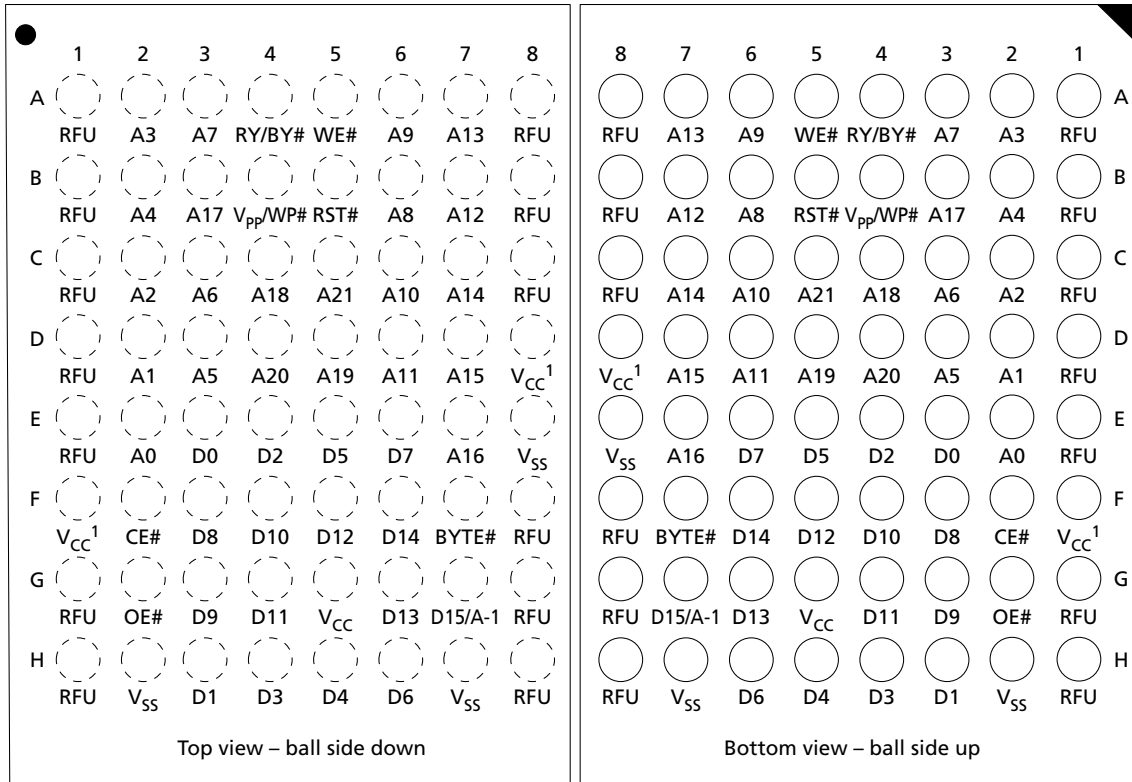 1 2 3 4 5 6 7 8
A
RFU A3 A7 RY/BY# WE# A9 A13 RFU
B
RFU A4 A17 VPP/WP# RST# A8 A12 RFU
C
RFU A2 A6 A18 A21 A10 A14 RFU
D
RFU A1 A5 A20 A19 A11 A15 VCC1
E
RFU A0 D0 D2 D5 D7 A16 VSS
F
VCC1 CE# D8 D10 D12 D14 BYTE# RFU
G
RFU OE# D9 D11 VCC D13 D15/A-1 RFU
H
RFU VSS D1 D3 D4 D6 VSS RFU
Top view – ball side down
8 7 6 5 4 3 2 1
A
RFU A13 A9 WE# RY/BY# A7 A3 RFU
B
RFU A12 A8 RST# VPP/WP# A17 A4 RFU
C
RFU A14 A10 A21 A18 A6 A2 RFU
D
VCC1 A15 A11 A19 A20 A5 A1 RFU
E
VSS A16 D7 D5 D2 D0 A0 RFU
F
RFU BYTE# D14 D12 D10 D8 CE# VCC1
G
RFU D15/A-1 D13 VCC D11 D9 OE# RFU
H
RFU VSS D6 D4 D3 D1 VSS RFU
Bottom view – ball side up